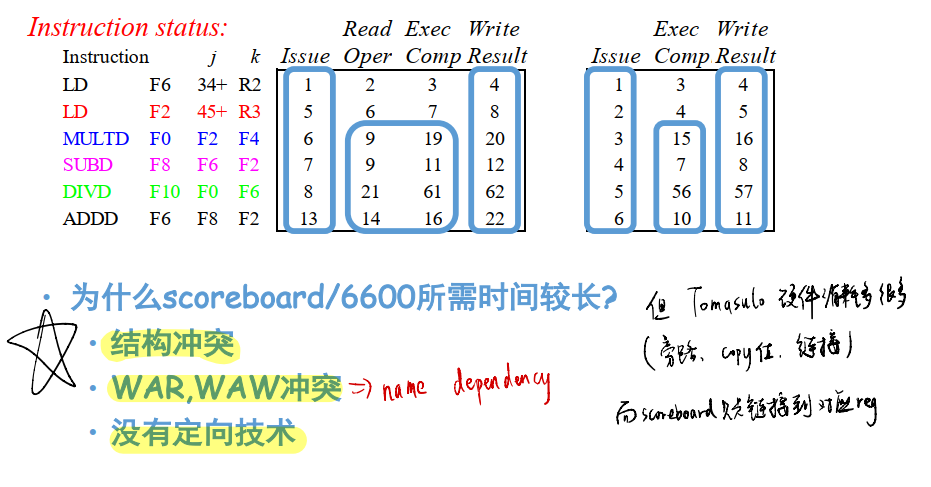 Instruction status:
Read Exec Write Exec Write
Instruction j k Issue Oper Comp Result Issue Comp Result
LD F6 34+ R2 1 2 3 4 1 3 4
LD F2 45+ R3 5 6 7 8 2 4 5
MULTD F0 F2 F4 6 9 19 20 3 15 16
SUBD F8 F6 F2 7 9 11 12 4 7 8
DIVD F10 F0 F6 8 21 61 62 5 56 57
ADDD F6 F8 F2 13 14 16 22 6 10 11
• 为什么scoreboard/6600所需时间较长?
• 结构冲突
• WAR,WAW冲突 => name dependency
• 没有定向技术
但 Tomasulo 硬件消耗多很多
(旁路、copy值、链接)
而scoreboard只链接到对应reg